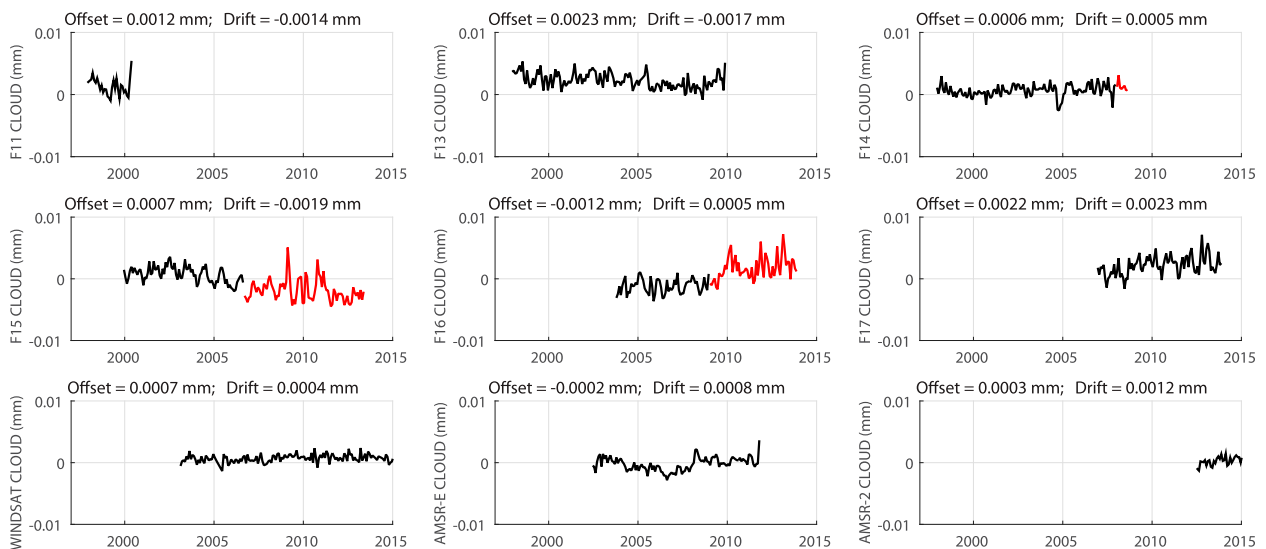 Offset = 0.0012 mm; Drift = -0.0014 mm
F11 CLOUD (mm)
0.01
0
-0.01
2000 2005 2010 2015
Offset = 0.0023 mm; Drift = -0.0017 mm
F13 CLOUD (mm)
0.01
0
-0.01
2000 2005 2010 2015
Offset = 0.0006 mm; Drift = 0.0005 mm
F14 CLOUD (mm)
0.01
0
-0.01
2000 2005 2010 2015
Offset = 0.0007 mm; Drift = -0.0019 mm
F15 CLOUD (mm)
0.01
0
-0.01
2000 2005 2010 2015
Offset = -0.0012 mm; Drift = 0.0005 mm
F16 CLOUD (mm)
0.01
0
-0.01
2000 2005 2010 2015
Offset = 0.0022 mm; Drift = 0.0023 mm
F17 CLOUD (mm)
0.01
0
-0.01
2000 2005 2010 2015
Offset = 0.0007 mm; Drift = 0.0004 mm
WINDSAT CLOUD (mm)
0.01
0
-0.01
2000 2005 2010 2015
Offset = -0.0002 mm; Drift = 0.0008 mm
AMSR-E CLOUD (mm)
0.01
0
-0.01
2000 2005 2010 2015
Offset = 0.0003 mm; Drift = 0.0012 mm
AMSR-2 CLOUD (mm)
0.01
0
-0.01
2000 2005 2010 2015